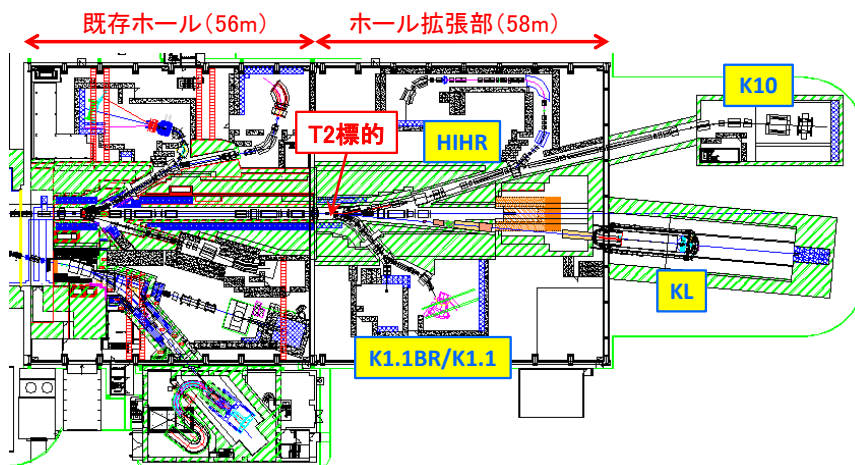 既存ホール(56m)
ホール拡張部(58m)
K10
T2標的
HIHR
KL
K1.1BR/K1.1